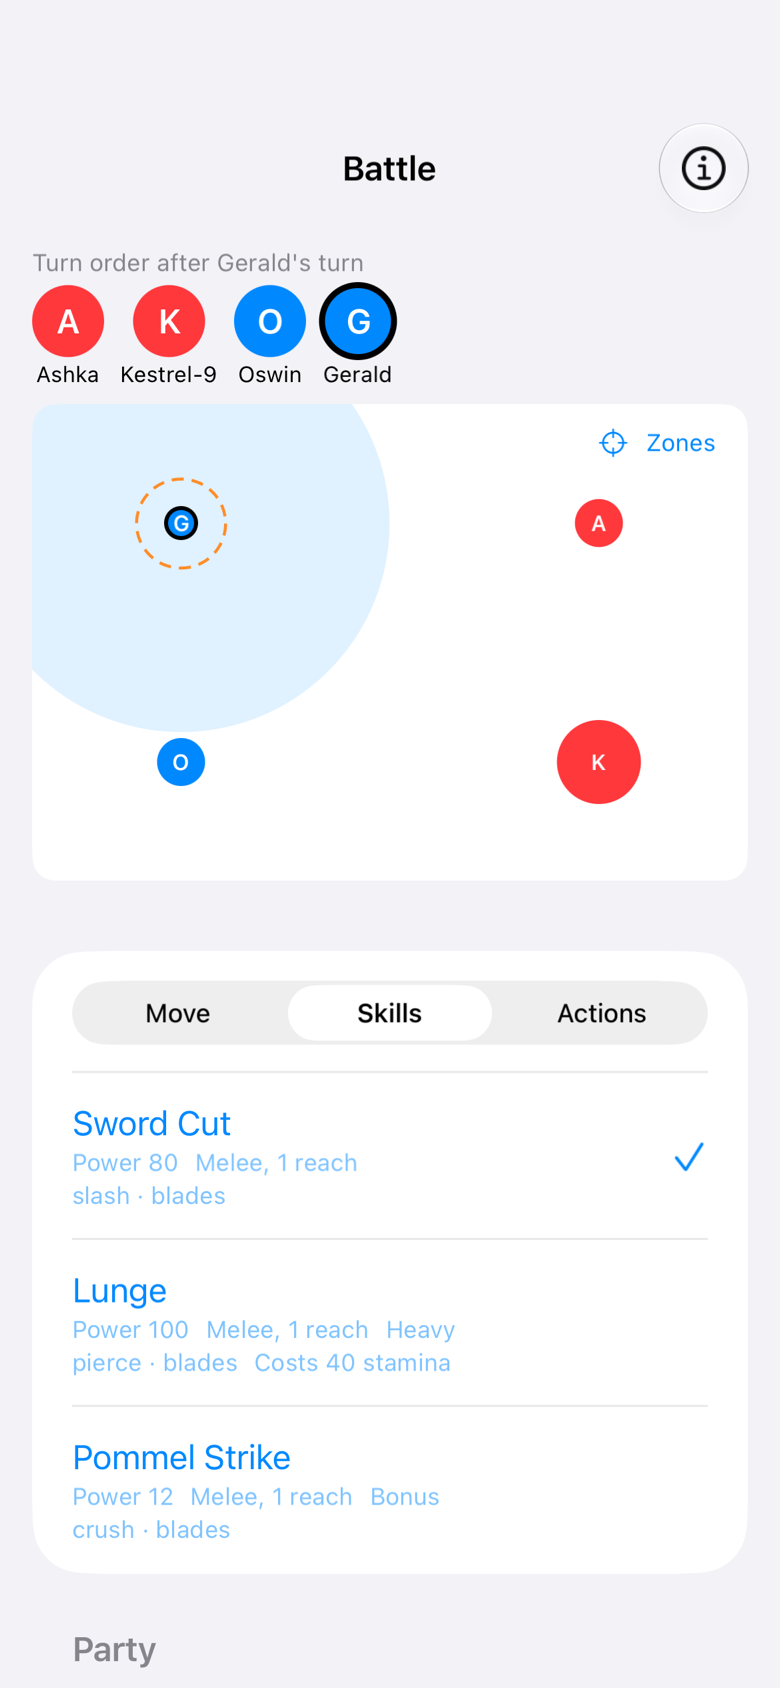 Battle
Turn order after Gerald's turn
A K O G
Ashka Kestrel-9 Oswin Gerald
Zones
G
A
O
K
Move Skills Actions
Sword Cut
Power 80 Melee, 1 reach
slash · blades
Lunge
Power 100 Melee, 1 reach Heavy
pierce · blades Costs 40 stamina
Pommel Strike
Power 12 Melee, 1 reach Bonus
crush · blades
Party